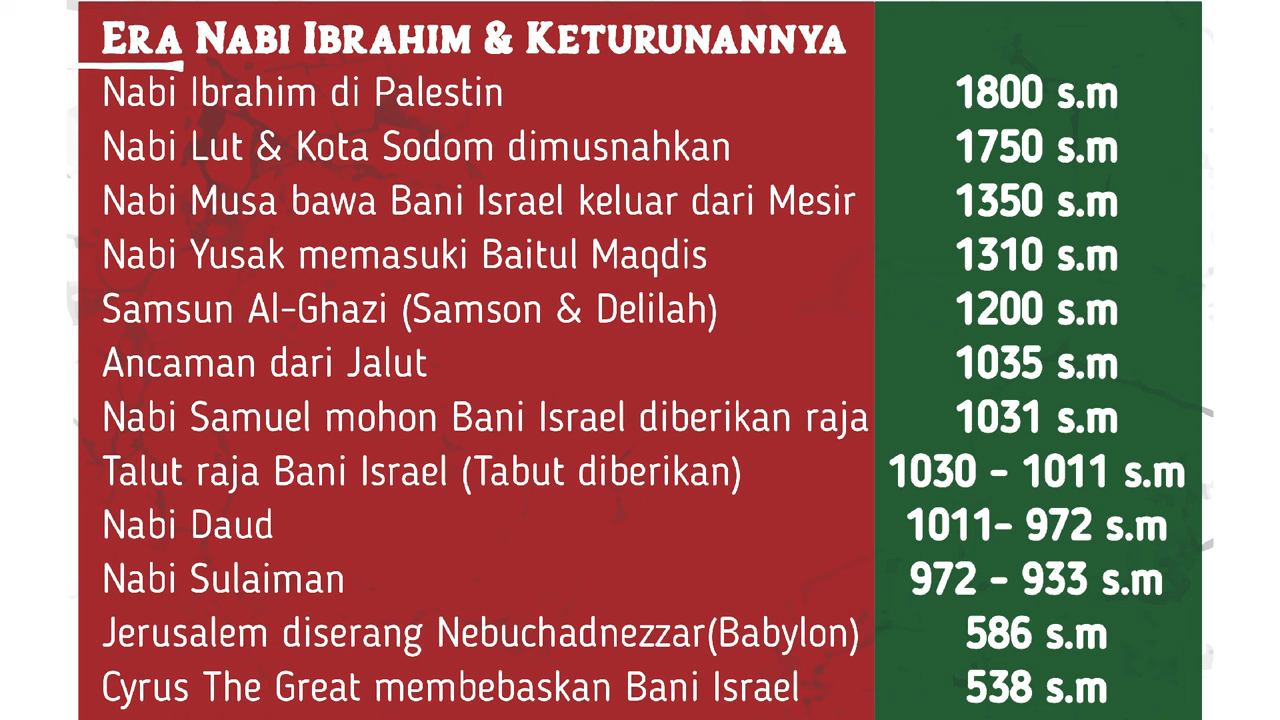 Era Nabi Ibrahim & Keturunannya
Nabi Ibrahim di Palestin 1800 s.m
Nabi Lut & Kota Sodom dimusnahkan 1750 s.m
Nabi Musa bawa Bani Israel keluar dari Mesir 1350 s.m
Nabi Yusak memasuki Baitul Maqdis 1310 s.m
Samsun Al-Ghazi (Samson & Delilah) 1200 s.m
Ancaman dari Jalut 1035 s.m
Nabi Samuel mohon Bani Israel diberikan raja 1031 s.m
Talut raja Bani Israel (Tabut diberikan) 1030 - 1011 s.m
Nabi Daud 1011- 972 s.m
Nabi Sulaiman 972 - 933 s.m
Jerusalem diserang Nebuchadnezzar(Babylon) 586 s.m
Cyrus The Great membebaskan Bani Israel 538 s.m